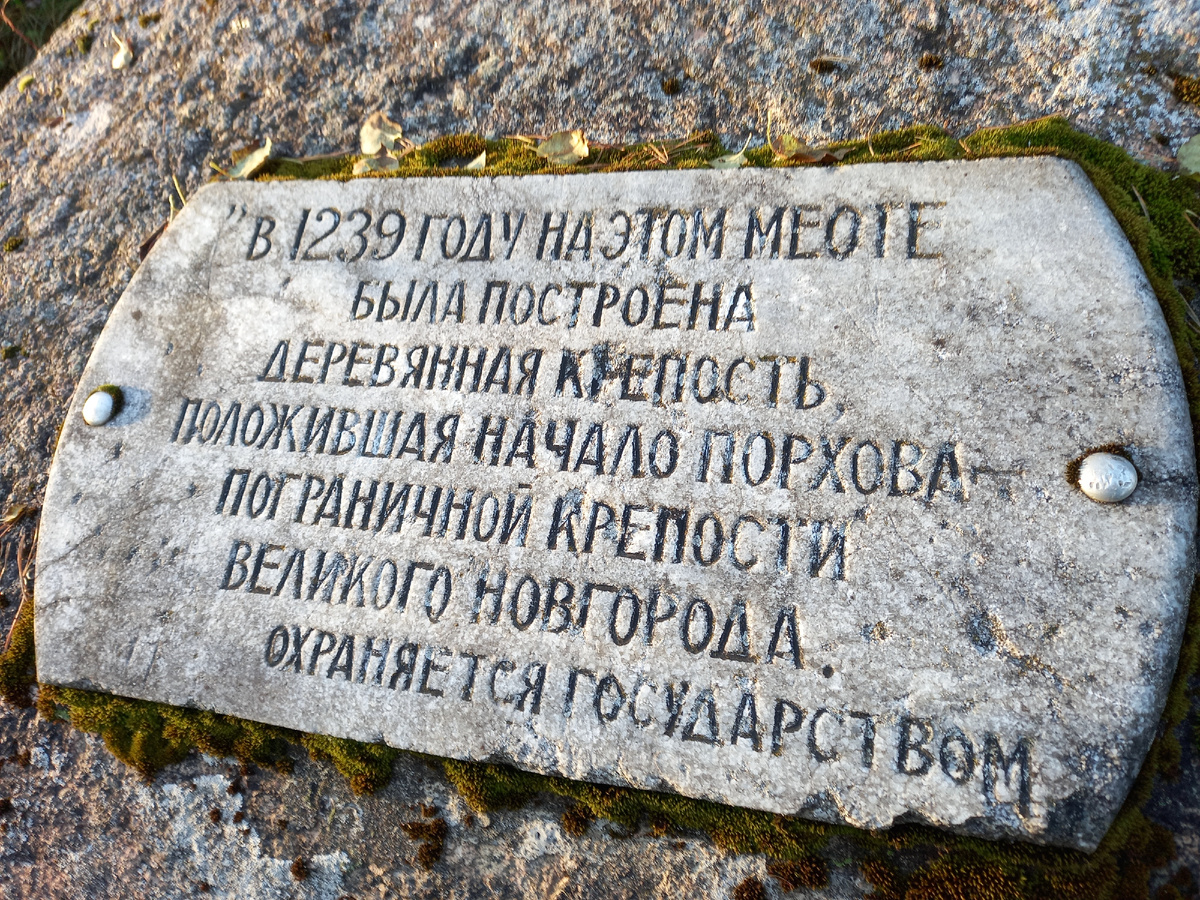 "В 1239 ГОДУ НА ЭТОМ МЕОТЕ
БЫЛА ПОСТРОЕНА
ДЕРЕВЯННАЯ КРЕПОСТЬ,
ПОЛОЖИВШАЯ НАЧАЛО ПОРХОВА –
ПОГРАНИЧНОЙ КРЕПОСТИ"
ВЕЛИКОГО НОВГОРОДА.
ОХРАНЯЕТСЯ ГОСУДАРСТВОМ